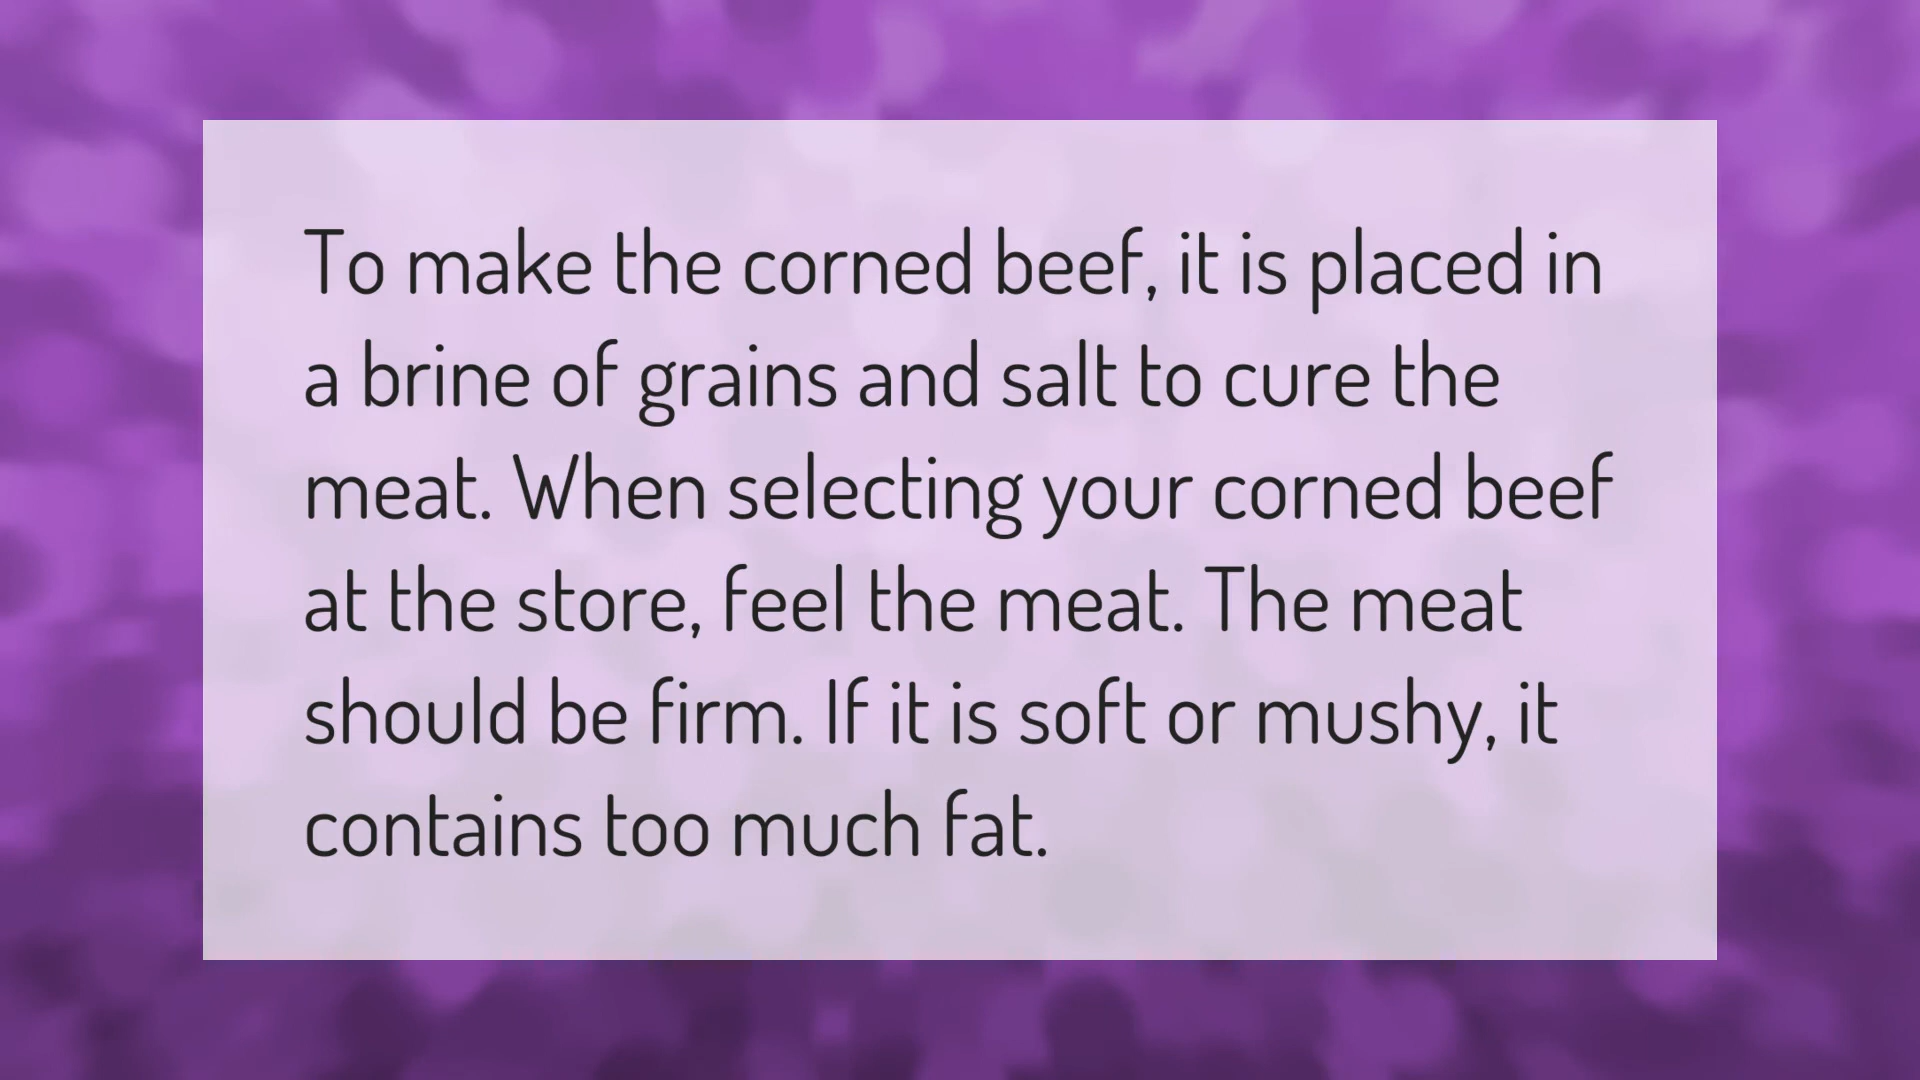 To make the corned beef, it is placed in
a brine of grains and salt to cure the
meat. When selecting your corned beef
at the store, feel the meat. The meat
should be firm. If it is soft or mushy, it
contains too much fat.